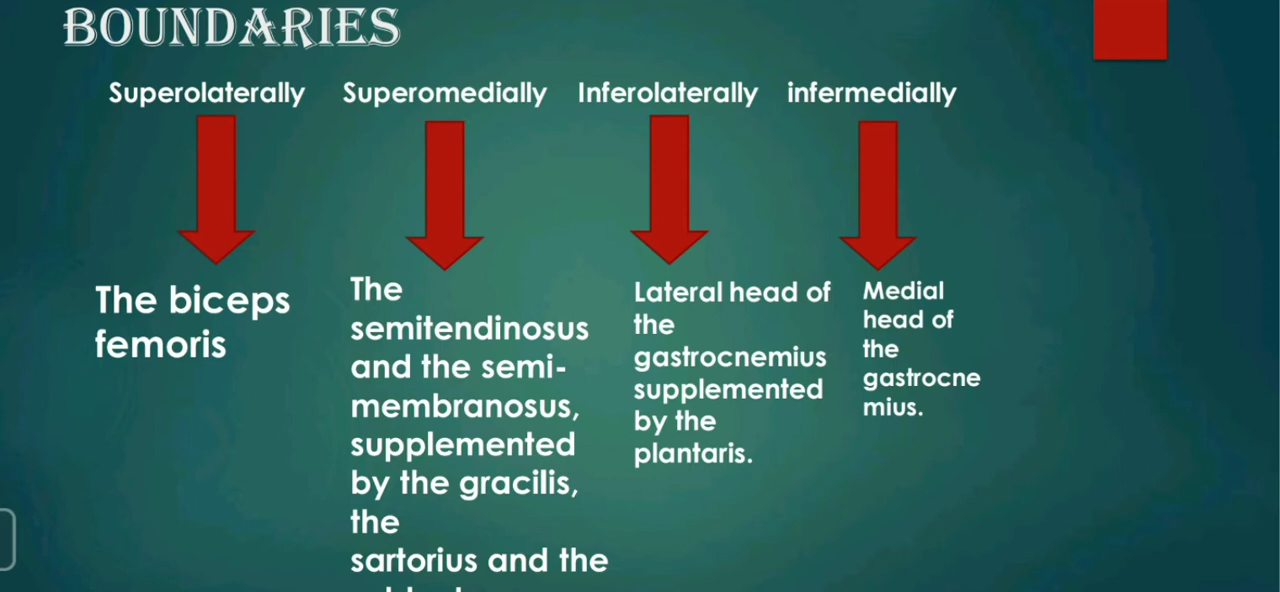 BOUNDARIES
Superolaterally
Superomedially
Inferolaterally
infermedially
The biceps
femoris
The
semitendinosus
and the semi-
membranosus,
supplemented
by the gracilis,
the
sartorius and the
Lateral head of
the
gastrocnemius
supplemented
by the
plantaris.
Medial
head of
the
gastrocne
mius.